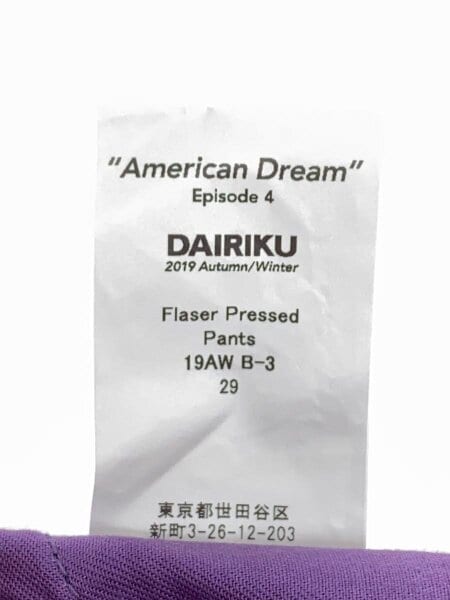 "American Dream"
Episode 4
DAIRIKU
2019 Autumn/Winter
Flaser Pressed
Pants
19AW B-3
29
東京都世田谷区
新町3-26-12-203